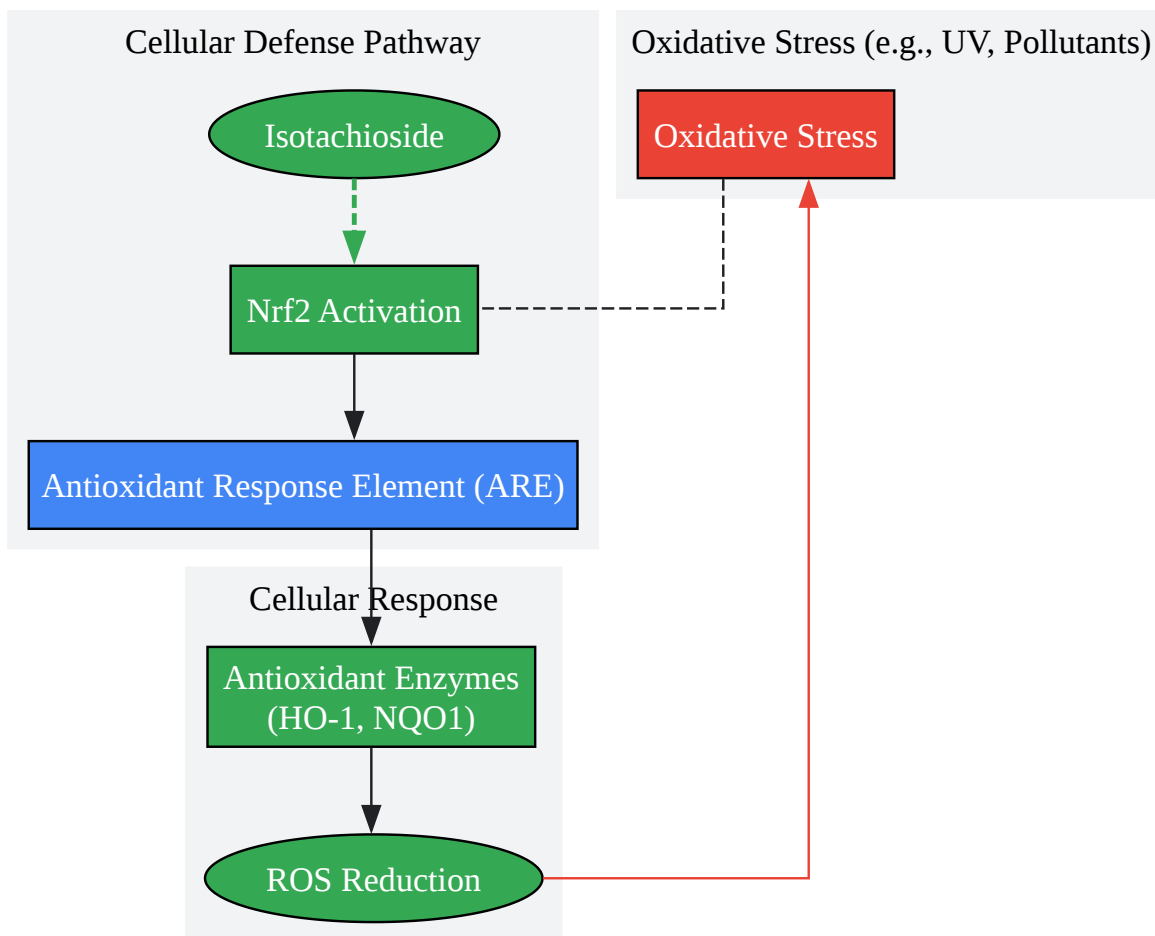 Cellular Defense Pathway
Oxidative Stress (e.g., UV, Pollutants)
Isotachioside
Oxidative Stress
Nrf2 Activation
Antioxidant Response Element (ARE)
Cellular Response
Antioxidant Enzymes
(HO-1, NQO1)
ROS Reduction